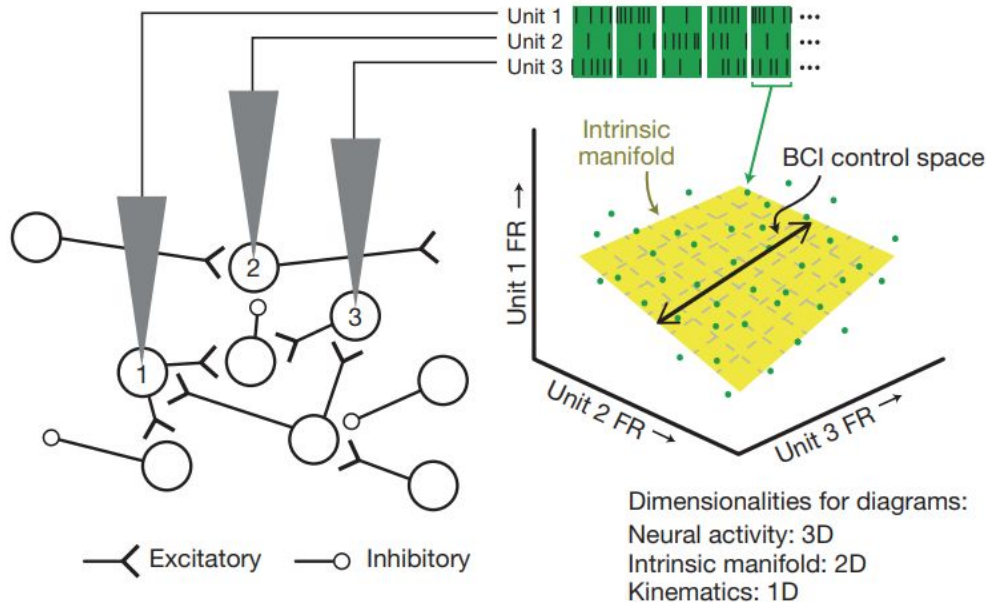 Unit 1
Unit 2
Unit 3
Intrinsic
manifold
BCI control space
Unit 1 FR →
Unit 2 FR →
Unit 3 FR →
2
3
1
Excitatory
Inhibitory
Dimensionalities for diagrams:
Neural activity: 3D
Intrinsic manifold: 2D
Kinematics: 1D